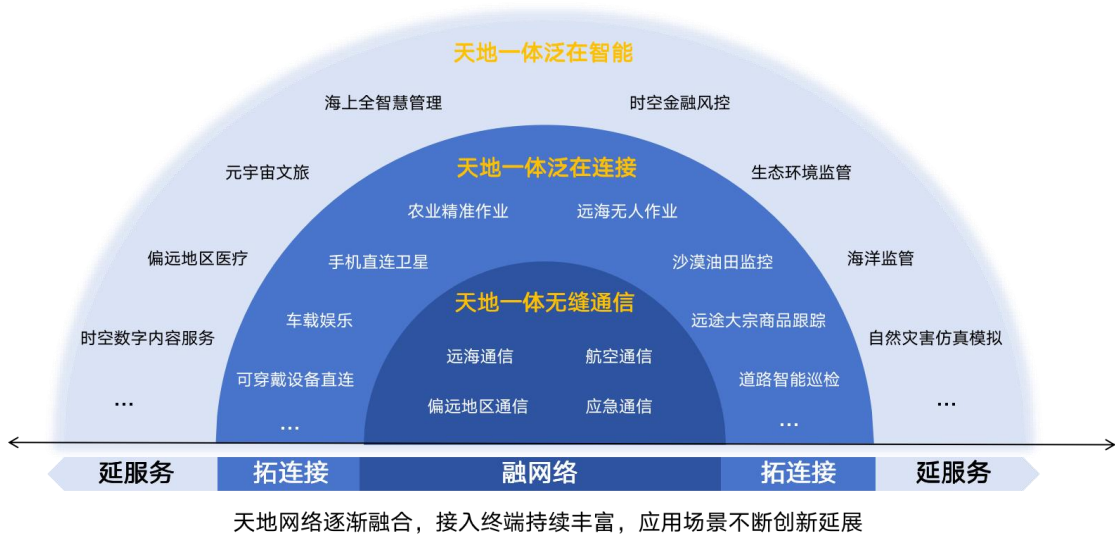 天地一体泛在智能
海上全智慧管理
时空金融风控
元宇宙文旅
生态环境监管
偏远地区医疗
海洋监管
时空数字内容服务
自然灾害仿真模拟
...
...
天地一体泛在连接
农业精准作业
远海无人作业
手机直连卫星
沙漠油田监控
车载娱乐
远途大宗商品跟踪
可穿戴设备直连
道路智能巡检
...
...
天地一体无缝通信
远海通信
航空通信
偏远地区通信
应急通信
延服务
拓连接
融网络
拓连接
延服务
天地网络逐渐融合，接入终端持续丰富，应用场景不断创新延展